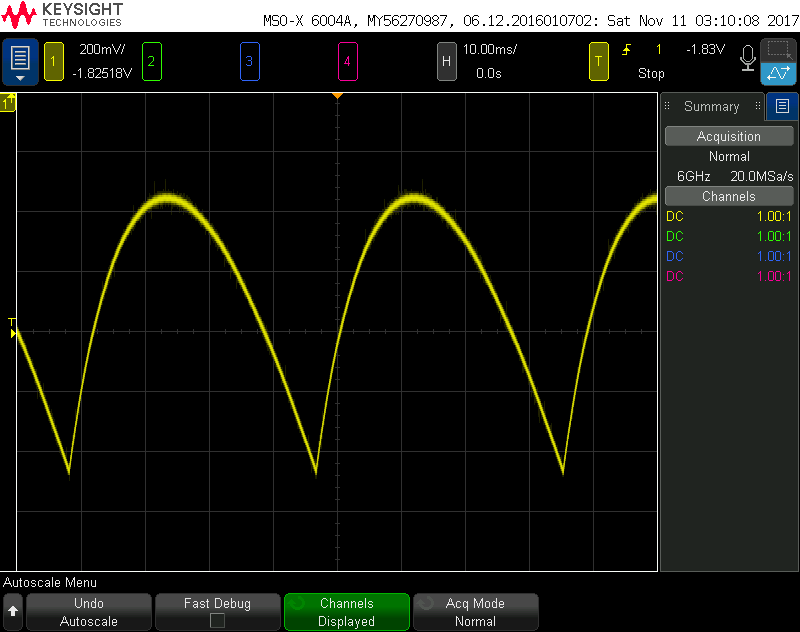 KEYSIGHT
TECHNOLOGIES
MSO-X 6004A, MY56270987, 06.12.2016010702: Sat Nov 11 03:10:08 2017
1 200mV/ 2 3 4 H 10.00ms/ T 1 -1.83V
-1.82518V 0.0s Stop
1 T
Summary
Acquisition
Normal
6GHz 20.0MSa/s
Channels
DC 1.00:1
DC 1.00:1
DC 1.00:1
DC 1.00:1
T
Autoscale Menu
Undo
Autoscale
Fast Debug
Channels
Displayed
Acq Mode
Normal